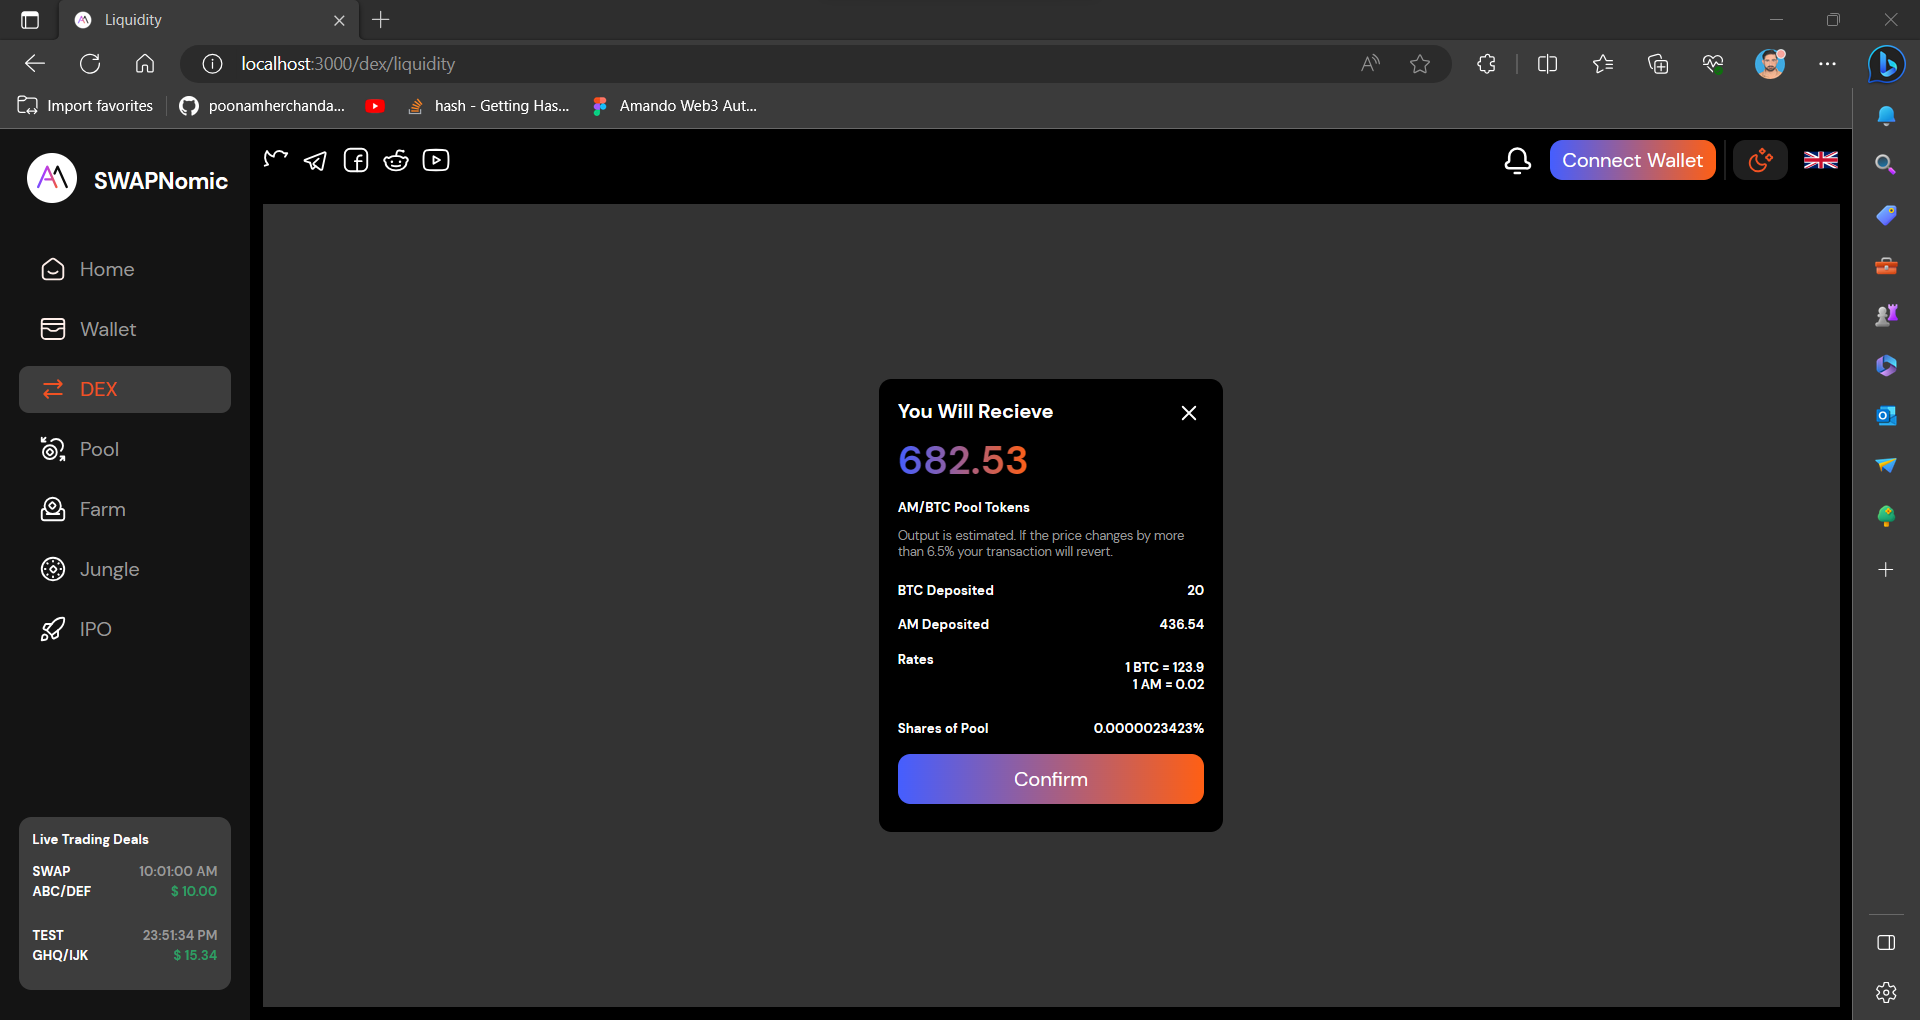 Liquidity
localhost:3000/dex/liquidity
Import favorites
poonamherchanda...
hash - Getting Has...
Amando Web3 Aut...
SWAPNomic
Connect Wallet
Home
Wallet
DEX
Pool
Farm
Jungle
IPO
You Will Recieve
682.53
AM/BTC Pool Tokens
Output is estimated. If the price changes by more
than 6.5% your transaction will revert.
BTC Deposited 20
AM Deposited 436.54
Rates 1 BTC = 123.9
1 AM = 0.02
Shares of Pool 0.0000023423%
Confirm
Live Trading Deals
SWAP 10:01:00 AM
ABC/DEF $ 10.00
TEST 23:51:34 PM
GHQ/IJK $ 15.34